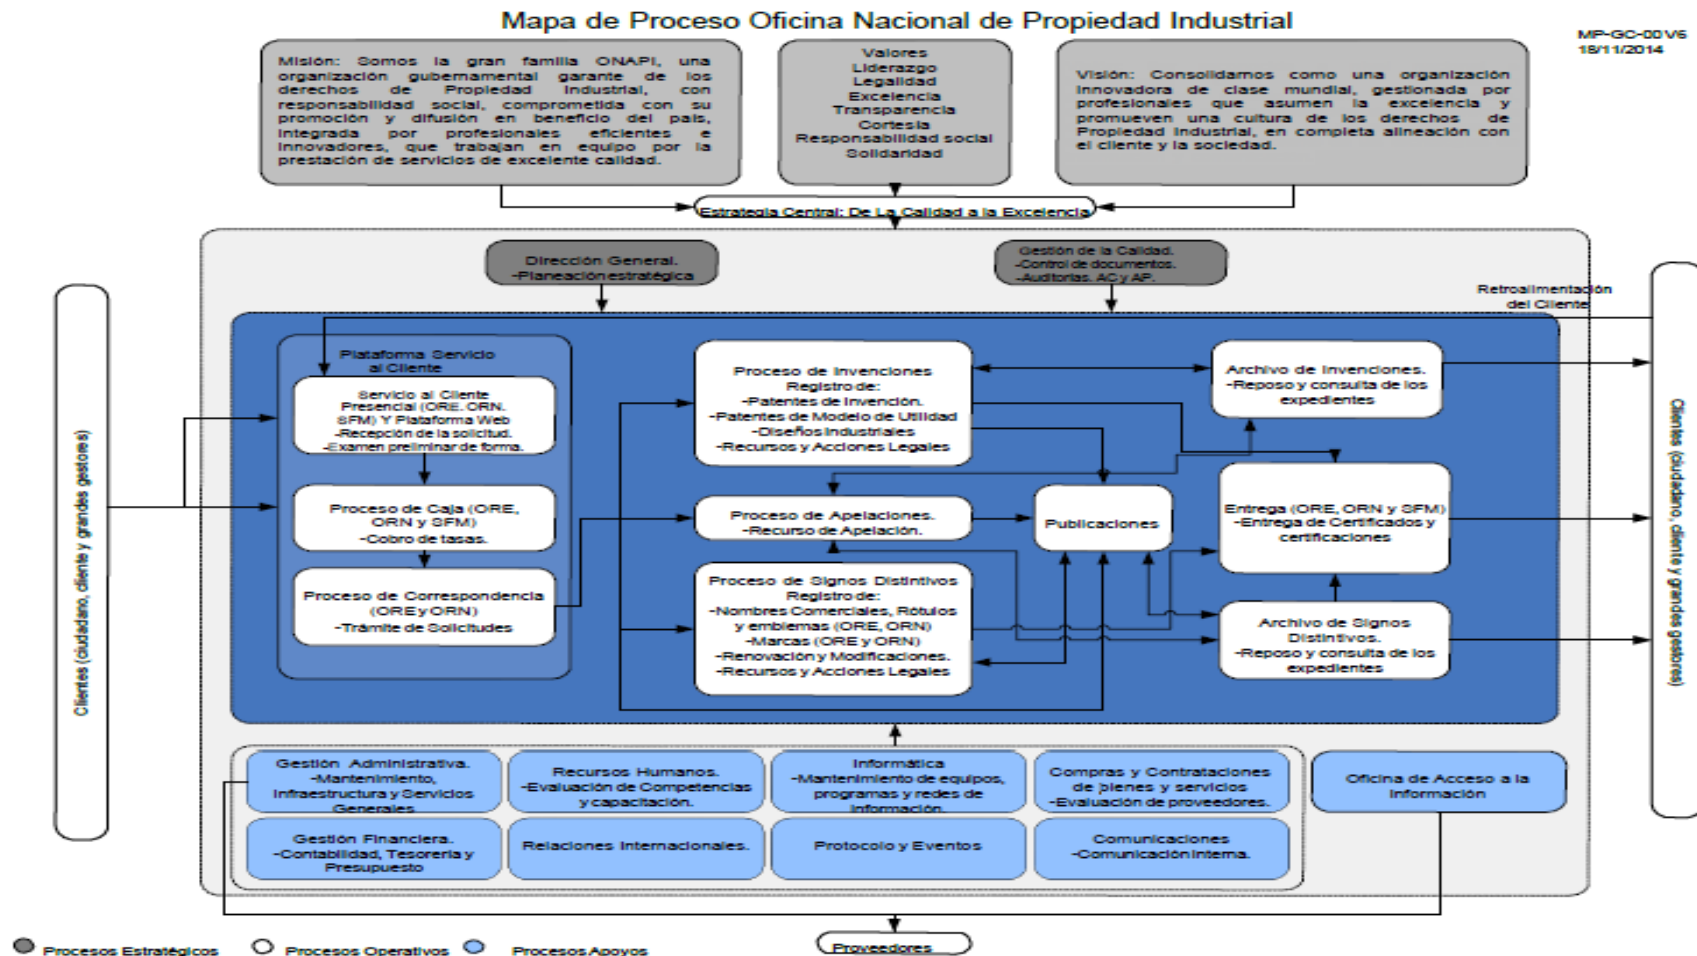 Mapa de Proceso Oficina Nacional de Propiedad Industrial
MP-GC-00 V6
18/11/2014
Misión: Somos la gran familia ONAPI, una
organización gubernamental garante de los
derechos de Propiedad Industrial, con
responsabilidad social, comprometida con su
promoción y difusión en beneficio del país,
integrada por profesionales eficientes e
innovadores, que trabajan en equipo por la
prestación de servicios de excelente calidad.
Valores
Liderazgo
Legalidad
Excelencia
Transparencia
Cortesía
Responsabilidad social
Solidaridad
Visión: Consolidarnos como una organización
innovadora de clase mundial, gestionada por
profesionales que asumen la excelencia y
promueven una cultura de los derechos de
Propiedad Industrial, en completa alineación con
el cliente y la sociedad.
Estrategia Central: De La Calidad a la Excelencia
Dirección General.
-Planeación estratégica
Gestión de la Calidad.
-Control de documentos.
-Auditorías. AC y AP.
Retroalimentación
del Cliente
Clientes (ciudadano, cliente y grandes gestores)
Plataforma Servicio
al Cliente
Servicio al Cliente
Presencial (ORE. ORN.
SFM) Y Plataforma Web
-Recepción de la solicitud.
-Examen preliminar de forma.
Proceso de Caja (ORE,
ORN y SFM)
-Cobro de tasas.
Proceso de Correspondencia
(ORE y ORN)
-Trámite de Solicitudes
Proceso de Invenciones
Registro de:
-Patentes de Invención.
-Patentes de Modelo de Utilidad
-Diseños Industriales
-Recursos y Acciones Legales
Proceso de Apelaciones.
-Recurso de Apelación.
Publicaciones
Proceso de Signos Distintivos
Registro de:
-Nombres Comerciales, Rótulos
y emblemas (ORE, ORN)
-Marcas (ORE y ORN)
-Renovación y Modificaciones.
-Recursos y Acciones Legales
Archivo de Invenciones.
-Reposo y consulta de los
expedientes
Entrega (ORE, ORN y SFM)
-Entrega de Certificados y
certificaciones
Archivo de Signos
Distintivos.
-Reposo y consulta de los
expedientes
Clientes (ciudadano, cliente y grandes gestores)
Gestión Administrativa.
-Mantenimiento,
Infraestructura y Servicios
Generales
Recursos Humanos.
-Evaluación de Competencias
y capacitación.
Informática
-Mantenimiento de equipos,
programas y redes de
información.
Compras y Contrataciones
de bienes y servicios
-Evaluación de proveedores.
Oficina de Acceso a la
Información
Gestión Financiera.
-Contabilidad, Tesorería y
Presupuesto
Relaciones Internacionales.
Protocolo y Eventos
Comunicaciones
-Comunicación Interna.
Proveedores
Procesos Estratégicos
Procesos Operativos
Procesos Apoyos